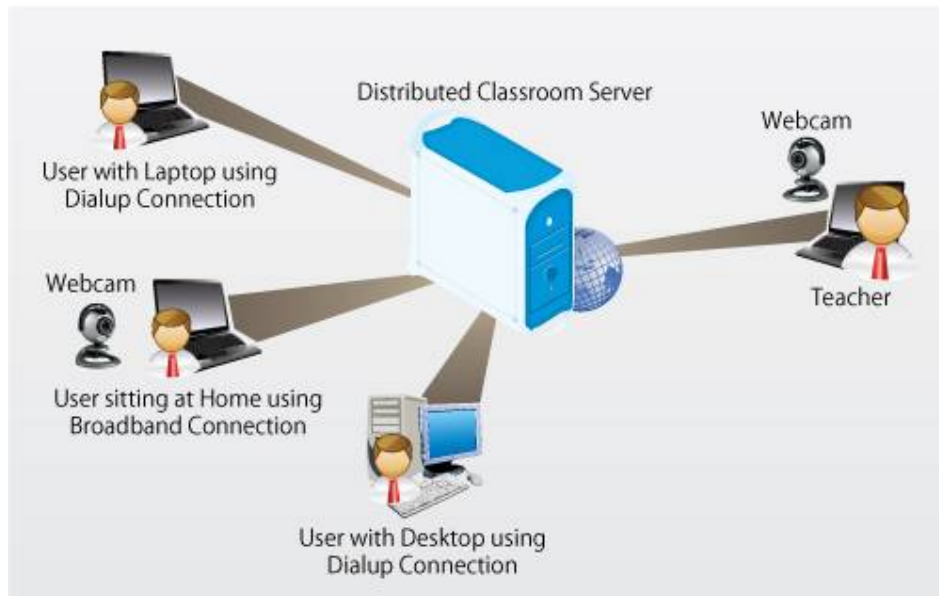 Distributed Classroom Server
Webcam
User with Laptop using
Dialup Connection
Teacher
Webcam
User sitting at Home using
Broadband Connection
User with Desktop using
Dialup Connection